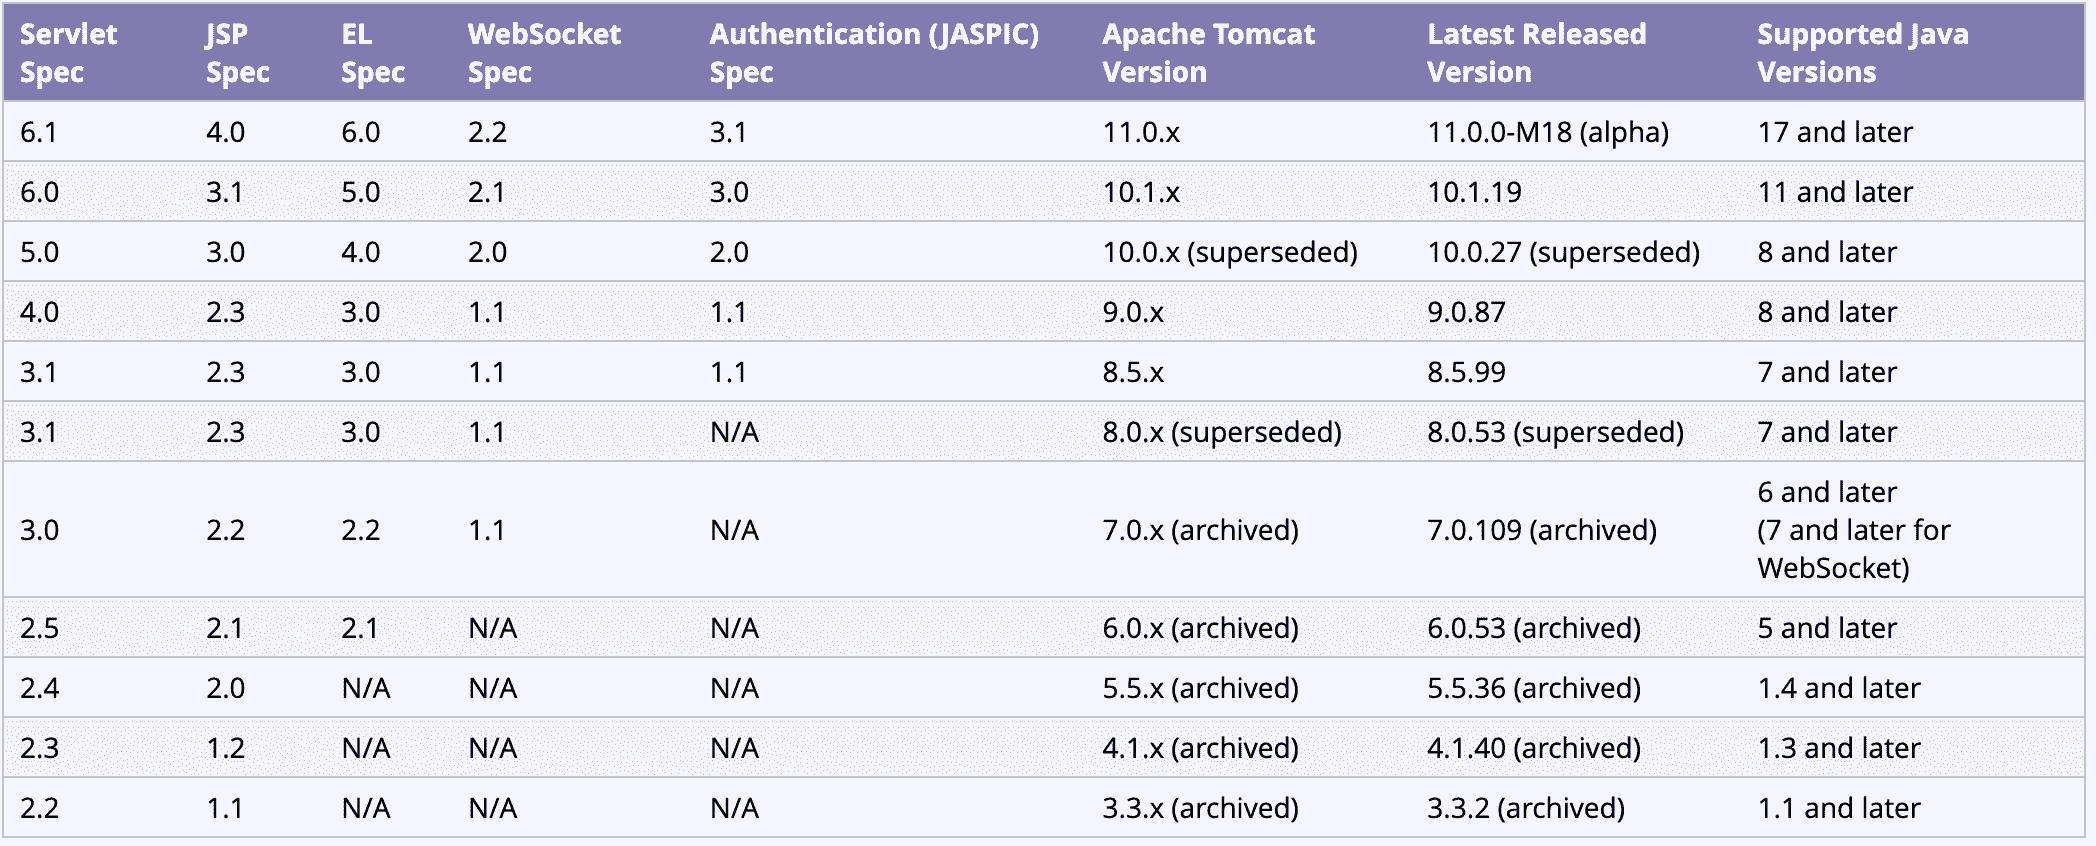 Servlet Spec JSP Spec EL Spec WebSocket Spec Authentication (JASPIC) Spec Apache Tomcat Version Latest Released Version Supported Java Versions
6.1 4.0 6.0 2.2 3.1 11.0.x 11.0.0-M18 (alpha) 17 and later
6.0 3.1 5.0 2.1 3.0 10.1.x 10.1.19 11 and later
5.0 3.0 4.0 2.0 2.0 10.0.x (superseded) 10.0.27 (superseded) 8 and later
4.0 2.3 3.0 1.1 1.1 9.0.x 9.0.87 8 and later
3.1 2.3 3.0 1.1 1.1 8.5.x 8.5.99 7 and later
3.1 2.3 3.0 1.1 N/A 8.0.x (superseded) 8.0.53 (superseded) 7 and later
3.0 2.2 2.2 1.1 N/A 7.0.x (archived) 7.0.109 (archived) 6 and later
(7 and later for
WebSocket)
2.5 2.1 2.1 N/A N/A 6.0.x (archived) 6.0.53 (archived) 5 and later
2.4 2.0 N/A N/A N/A 5.5.x (archived) 5.5.36 (archived) 1.4 and later
2.3 1.2 N/A N/A N/A 4.1.x (archived) 4.1.40 (archived) 1.3 and later
2.2 1.1 N/A N/A N/A 3.3.x (archived) 3.3.2 (archived) 1.1 and later